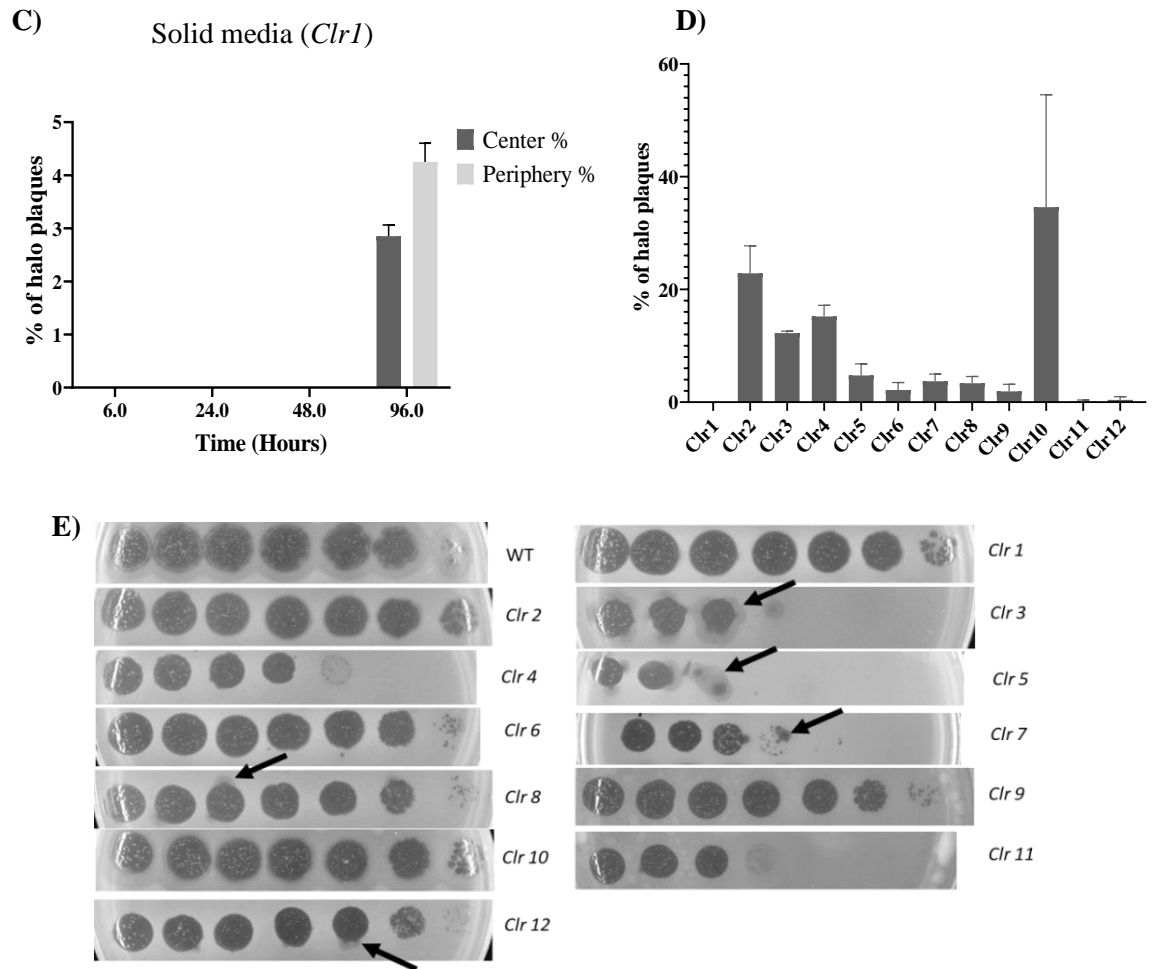 C)
Solid media (Clr1)
% of halo plaques
5
4
3
2
1
0
6.0
24.0
48.0
96.0
Time (Hours)
Center %
Periphery %
D)
% of halo plaques
60
40
20
0
Clr1
Clr2
Clr3
Clr4
Clr5
Clr6
Clr7
Clr8
Clr9
Clr10
Clr11
Clr12
E)
WT
Clr 2
Clr 4
Clr 6
Clr 8
Clr 10
Clr 12
Clr 1
Clr 3
Clr 5
Clr 7
Clr 9
Clr 11